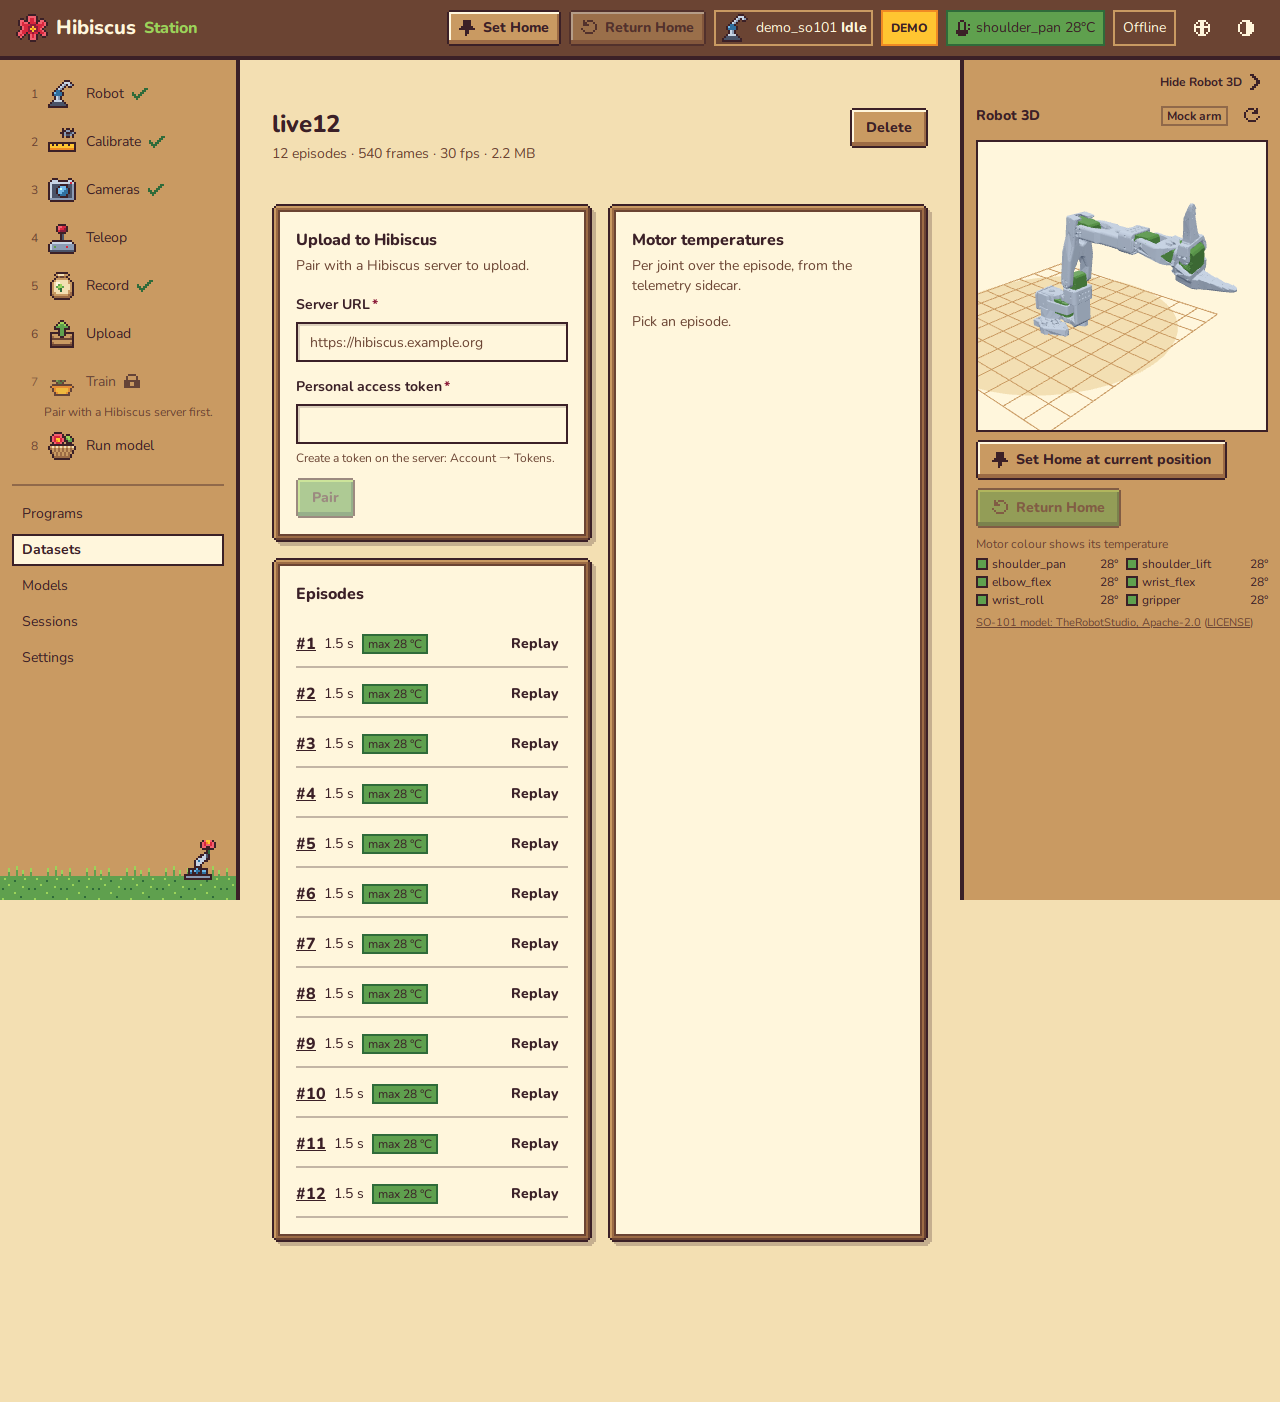 Hibiscus Station
Set Home
Return Home
demo_so101 Idle
DEMO
shoulder_pan 28°C
Offline
1 Robot
2 Calibrate
3 Cameras
4 Teleop
5 Record
6 Upload
7 Train
Pair with a Hibiscus server first.
8 Run model
Programs
Datasets
Models
Sessions
Settings
live12
12 episodes · 540 frames · 30 fps · 2.2 MB
Delete
Upload to Hibiscus
Pair with a Hibiscus server to upload.
Server URL *
https://hibiscus.example.org
Personal access token *
Create a token on the server: Account → Tokens.
Pair
Episodes
#1 1.5 s max 28 °C Replay
#2 1.5 s max 28 °C Replay
#3 1.5 s max 28 °C Replay
#4 1.5 s max 28 °C Replay
#5 1.5 s max 28 °C Replay
#6 1.5 s max 28 °C Replay
#7 1.5 s max 28 °C Replay
#8 1.5 s max 28 °C Replay
#9 1.5 s max 28 °C Replay
#10 1.5 s max 28 °C Replay
#11 1.5 s max 28 °C Replay
#12 1.5 s max 28 °C Replay
Motor temperatures
Per joint over the episode, from the
telemetry sidecar.
Pick an episode.
Hide Robot 3D
Robot 3D
Mock arm
Set Home at current position
Return Home
Motor colour shows its temperature
shoulder_pan 28° shoulder_lift 28°
elbow_flex 28° wrist_flex 28°
wrist_roll 28° gripper 28°
SO-101 model: TheRobotStudio, Apache-2.0 (LICENSE)